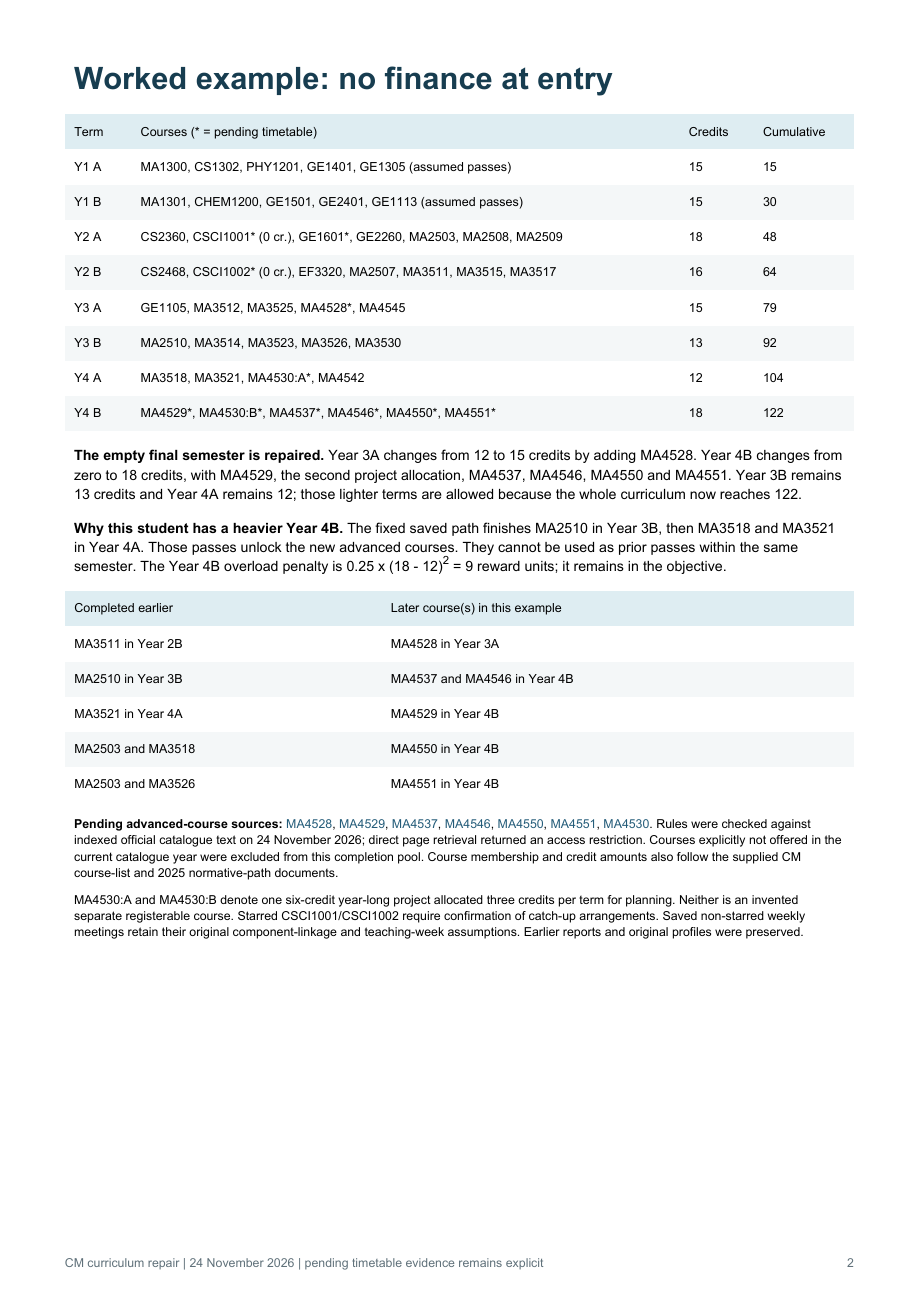 Worked example: no finance at entry
Term Courses (* = pending timetable) Credits Cumulative
Y1 A MA1300, CS1302, PHY1201, GE1401, GE1305 (assumed passes) 15 15
Y1 B MA1301, CHEM1200, GE1501, GE2401, GE1113 (assumed passes) 15 30
Y2 A CS2360, CSCI1001* (0 cr.), GE1601*, GE2260, MA2503, MA2508, MA2509 18 48
Y2 B CS2468, CSCI1002* (0 cr.), EF3320, MA2507, MA3511, MA3515, MA3517 16 64
Y3 A GE1105, MA3512, MA3525, MA4528*, MA4545 15 79
Y3 B MA2510, MA3514, MA3523, MA3526, MA3530 13 92
Y4 A MA3518, MA3521, MA4530:A*, MA4542 12 104
Y4 B MA4529*, MA4530:B*, MA4537*, MA4546*, MA4550*, MA4551* 18 122
The empty final semester is repaired. Year 3A changes from 12 to 15 credits by adding MA4528. Year 4B changes from
zero to 18 credits, with MA4529, the second project allocation, MA4537, MA4546, MA4550 and MA4551. Year 3B remains
13 credits and Year 4A remains 12; those lighter terms are allowed because the whole curriculum now reaches 122.
Why this student has a heavier Year 4B. The fixed saved path finishes MA2510 in Year 3B, then MA3518 and MA3521
in Year 4A. Those passes unlock the new advanced courses. They cannot be used as prior passes within the same
semester. The Year 4B overload penalty is 0.25 x (18 - 12)² = 9 reward units; it remains in the objective.
Completed earlier Later course(s) in this example
MA3511 in Year 2B MA4528 in Year 3A
MA2510 in Year 3B MA4537 and MA4546 in Year 4B
MA3521 in Year 4A MA4529 in Year 4B
MA2503 and MA3518 MA4550 in Year 4B
MA2503 and MA3526 MA4551 in Year 4B
Pending advanced-course sources: MA4528, MA4529, MA4537, MA4546, MA4550, MA4551, MA4530. Rules were checked against
indexed official catalogue text on 24 November 2026; direct page retrieval returned an access restriction. Courses explicitly not offered in the
current catalogue year were excluded from this completion pool. Course membership and credit amounts also follow the supplied CM
course-list and 2025 normative-path documents.
MA4530:A and MA4530:B denote one six-credit year-long project allocated three credits per term for planning. Neither is an invented
separate registerable course. Starred CSCI1001/CSCI1002 require confirmation of catch-up arrangements. Saved non-starred weekly
meetings retain their original component-linkage and teaching-week assumptions. Earlier reports and original profiles were preserved.
CM curriculum repair | 24 November 2026 | pending timetable evidence remains explicit 2